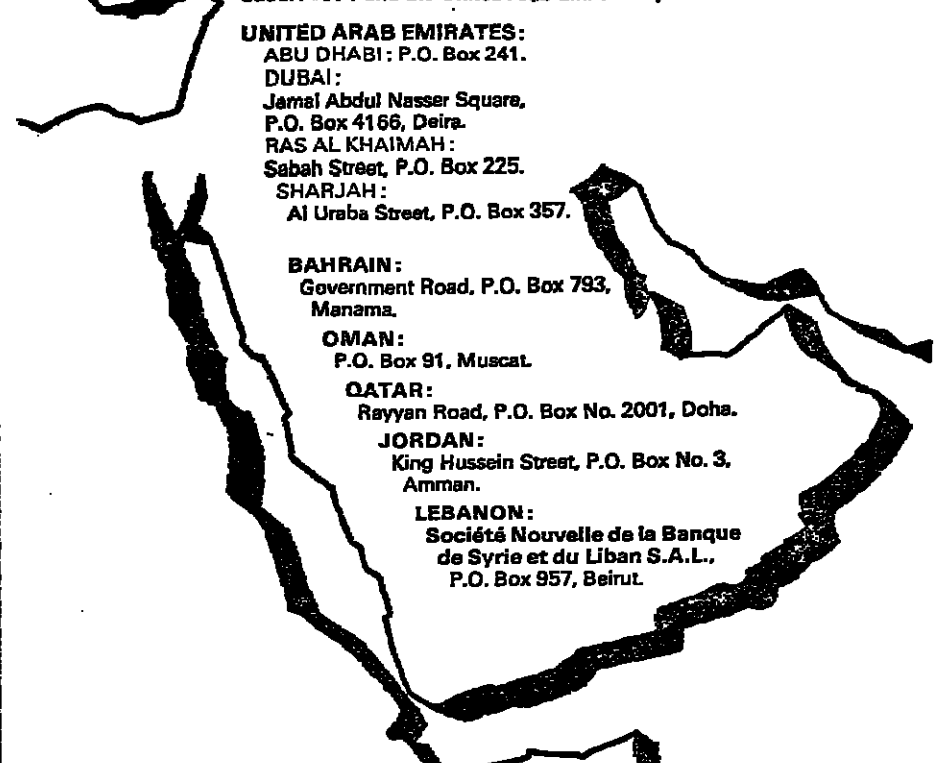 UNITED ARAB EMIRATES:
ABU DHABI: P.O. Box 241.
DUBAI:
Jamal Abdul Nasser Square,
P.O. Box 4166, Deira.
RAS AL KHAIMAH:
Sabah Street, P.O. Box 225.
SHARJAH:
Al Uraba Street, P.O. Box 357.
BAHRAIN:
Government Road, P.O. Box 793,
Manama.
OMAN:
P.O. Box 91, Muscat.
QATAR:
Rayyan Road, P.O. Box No. 2001, Doha.
JORDAN:
King Hussein Street, P.O. Box No. 3,
Amman.
LEBANON:
Société Nouvelle de la Banque
de Syrie et du Liban S.A.L.,
P.O. Box 957, Beirut.